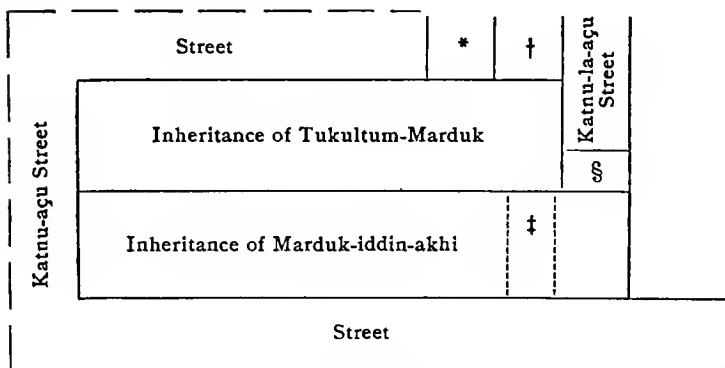 Street
*
†
Katnu-la-açu
Street
Inheritance of Tukultum-Marduk
§
Katnu-açu Street
Inheritance of Marduk-iddin-akhi
‡
Street